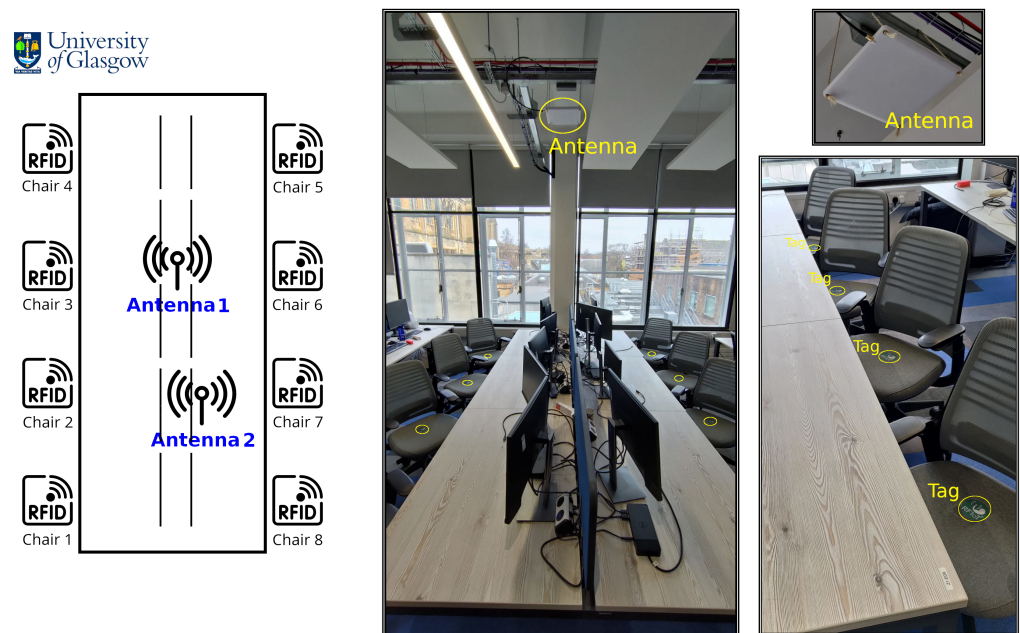 University
of Glasgow
RFID
Chair 4
RFID
Chair 5
RFID
Chair 3
RFID
Chair 6
Antenna 1
RFID
Chair 2
RFID
Chair 7
Antenna 2
RFID
Chair 1
RFID
Chair 8
Antenna
Antenna
Tag
Tag
Tag
Tag
RFID